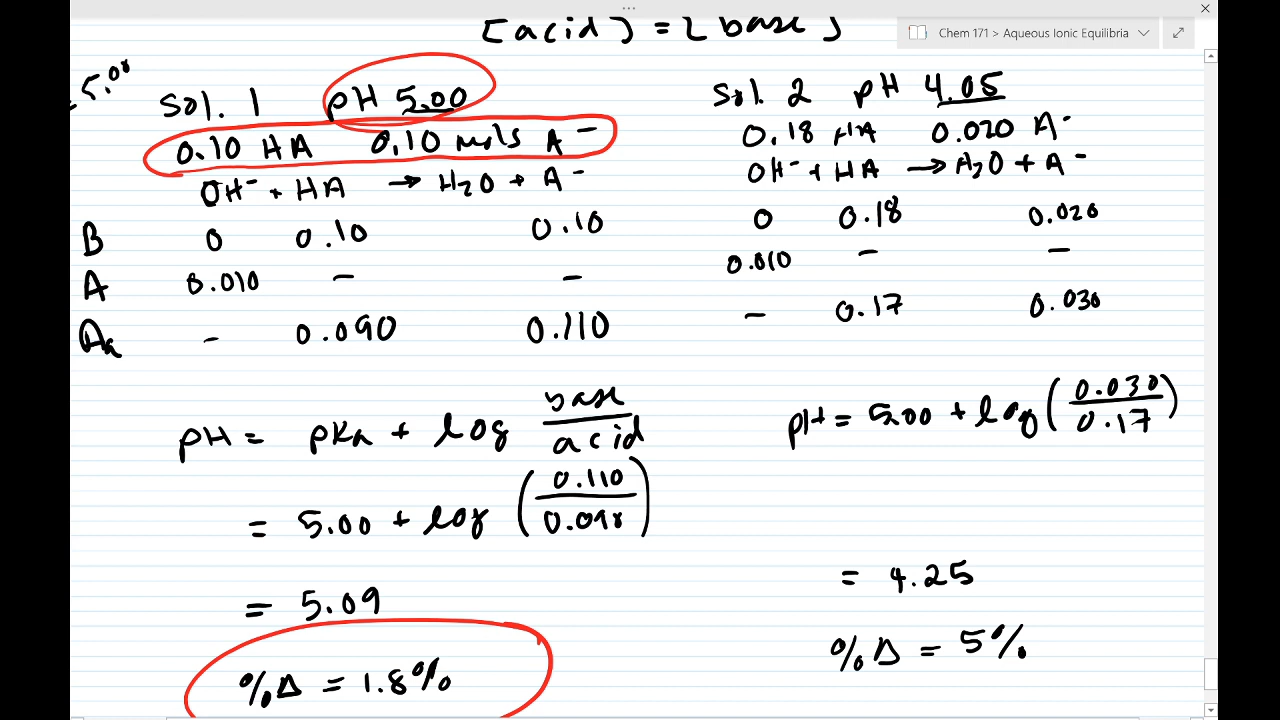 [acid] = [base]
Chem 171 > Aqueous Ionic Equilibria
Sol. 1 pH 5.00
0.10 HA 0.10 mols A⁻
OH⁻ + HA → H₂O + A⁻
B 0 0.10 0.10
A 0.010 – –
Aa – 0.090 0.110
pH = pKa + log base/acid
= 5.00 + log (0.110/0.090)
= 5.09
%Δ = 1.8%
Sol. 2 pH 4.05
0.18 HA 0.020 A⁻
OH⁻ + HA → H₂O + A⁻
0 0.18 0.020
0.010 – –
– 0.17 0.030
pH = 5.00 + log (0.030/0.17)
= 4.25
%Δ = 5%